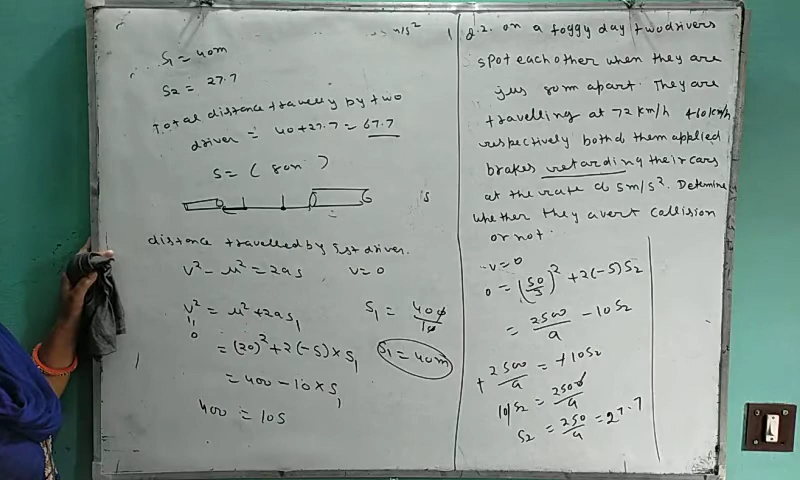 m/s²
S₁ = 40m
S₂ = 27.7
Total distance travelly by two
driver = 40+27.7 = 67.7
S = ( 80m )
S
distance travelled by Ist driver.
v² - u² = 2as v = 0
v² = u² + 2as₁
0
= (20)² + 2(-5) × S₁
= 400 - 10 × S₁
400 = 10S
S₁ = 400/10
S₁ = 40m
Q.2. on a foggy day two drivers
spot each other when they are
jus 80m apart. They are
travelling at 72 km/h + 60 km/h
respectively both d them applied
brakes retarding their cars
at the rate d 5m/s². Determine
whether they avert collision
or not.
v = 0
0 = (50/3)² + 2(-5)S₂
= 2500/9 - 10S₂
+ 2500/9 = + 10S₂
10S₂ = 2500/9
S₂ = 250/9 = 27.7